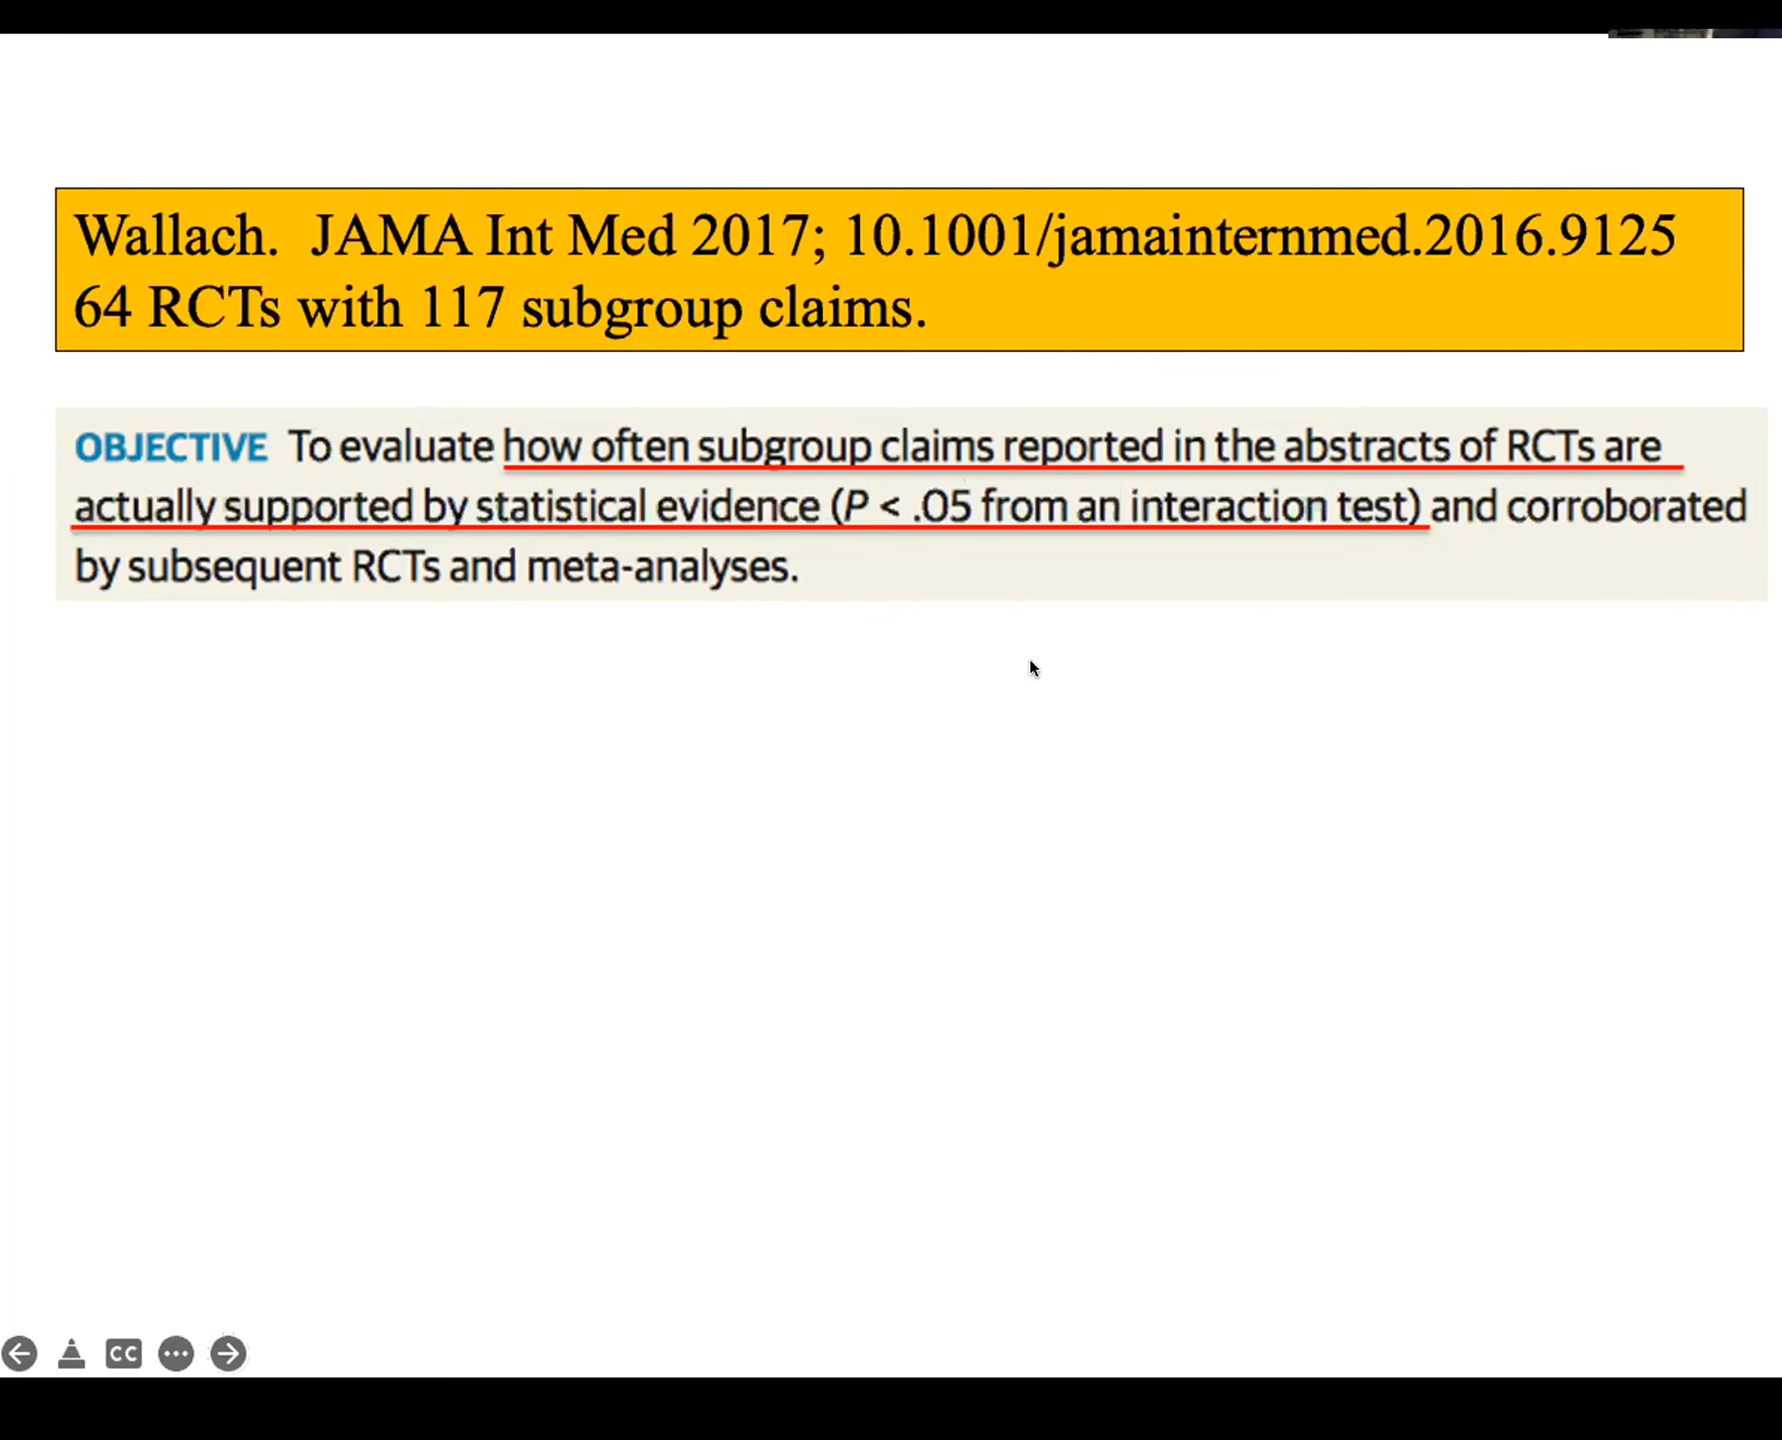 Wallach. JAMA Int Med 2017; 10.1001/jamainternmed.2016.9125
64 RCTs with 117 subgroup claims.
OBJECTIVE To evaluate how often subgroup claims reported in the abstracts of RCTs are
actually supported by statistical evidence (P < .05 from an interaction test) and corroborated
by subsequent RCTs and meta-analyses.
CC